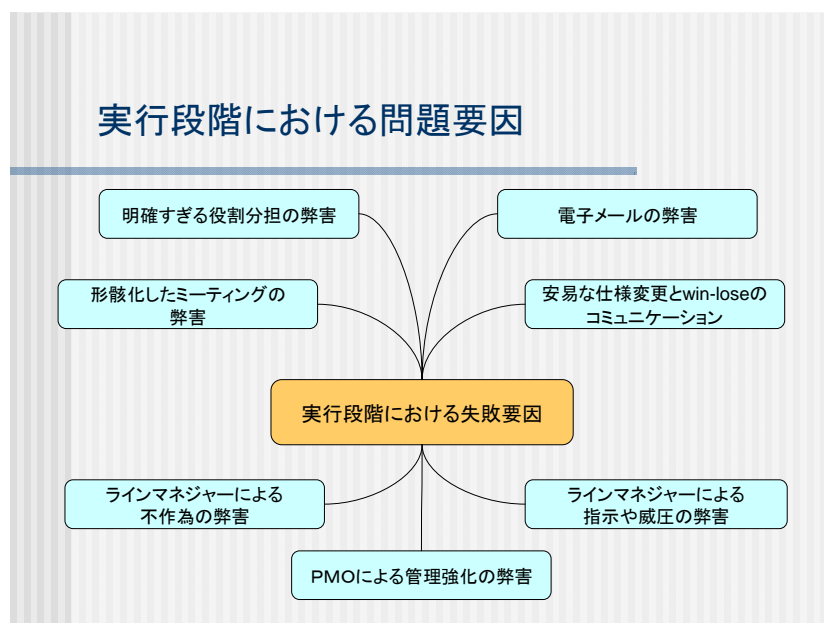 実行段階における問題要因
明確すぎる役割分担の弊害
電子メールの弊害
形骸化したミーティングの
弊害
安易な仕様変更とwin-loseの
コミュニケーション
実行段階における失敗要因
ラインマネジャーによる
不作為の弊害
ラインマネジャーによる
指示や威圧の弊害
ＰＭＯによる管理強化の弊害